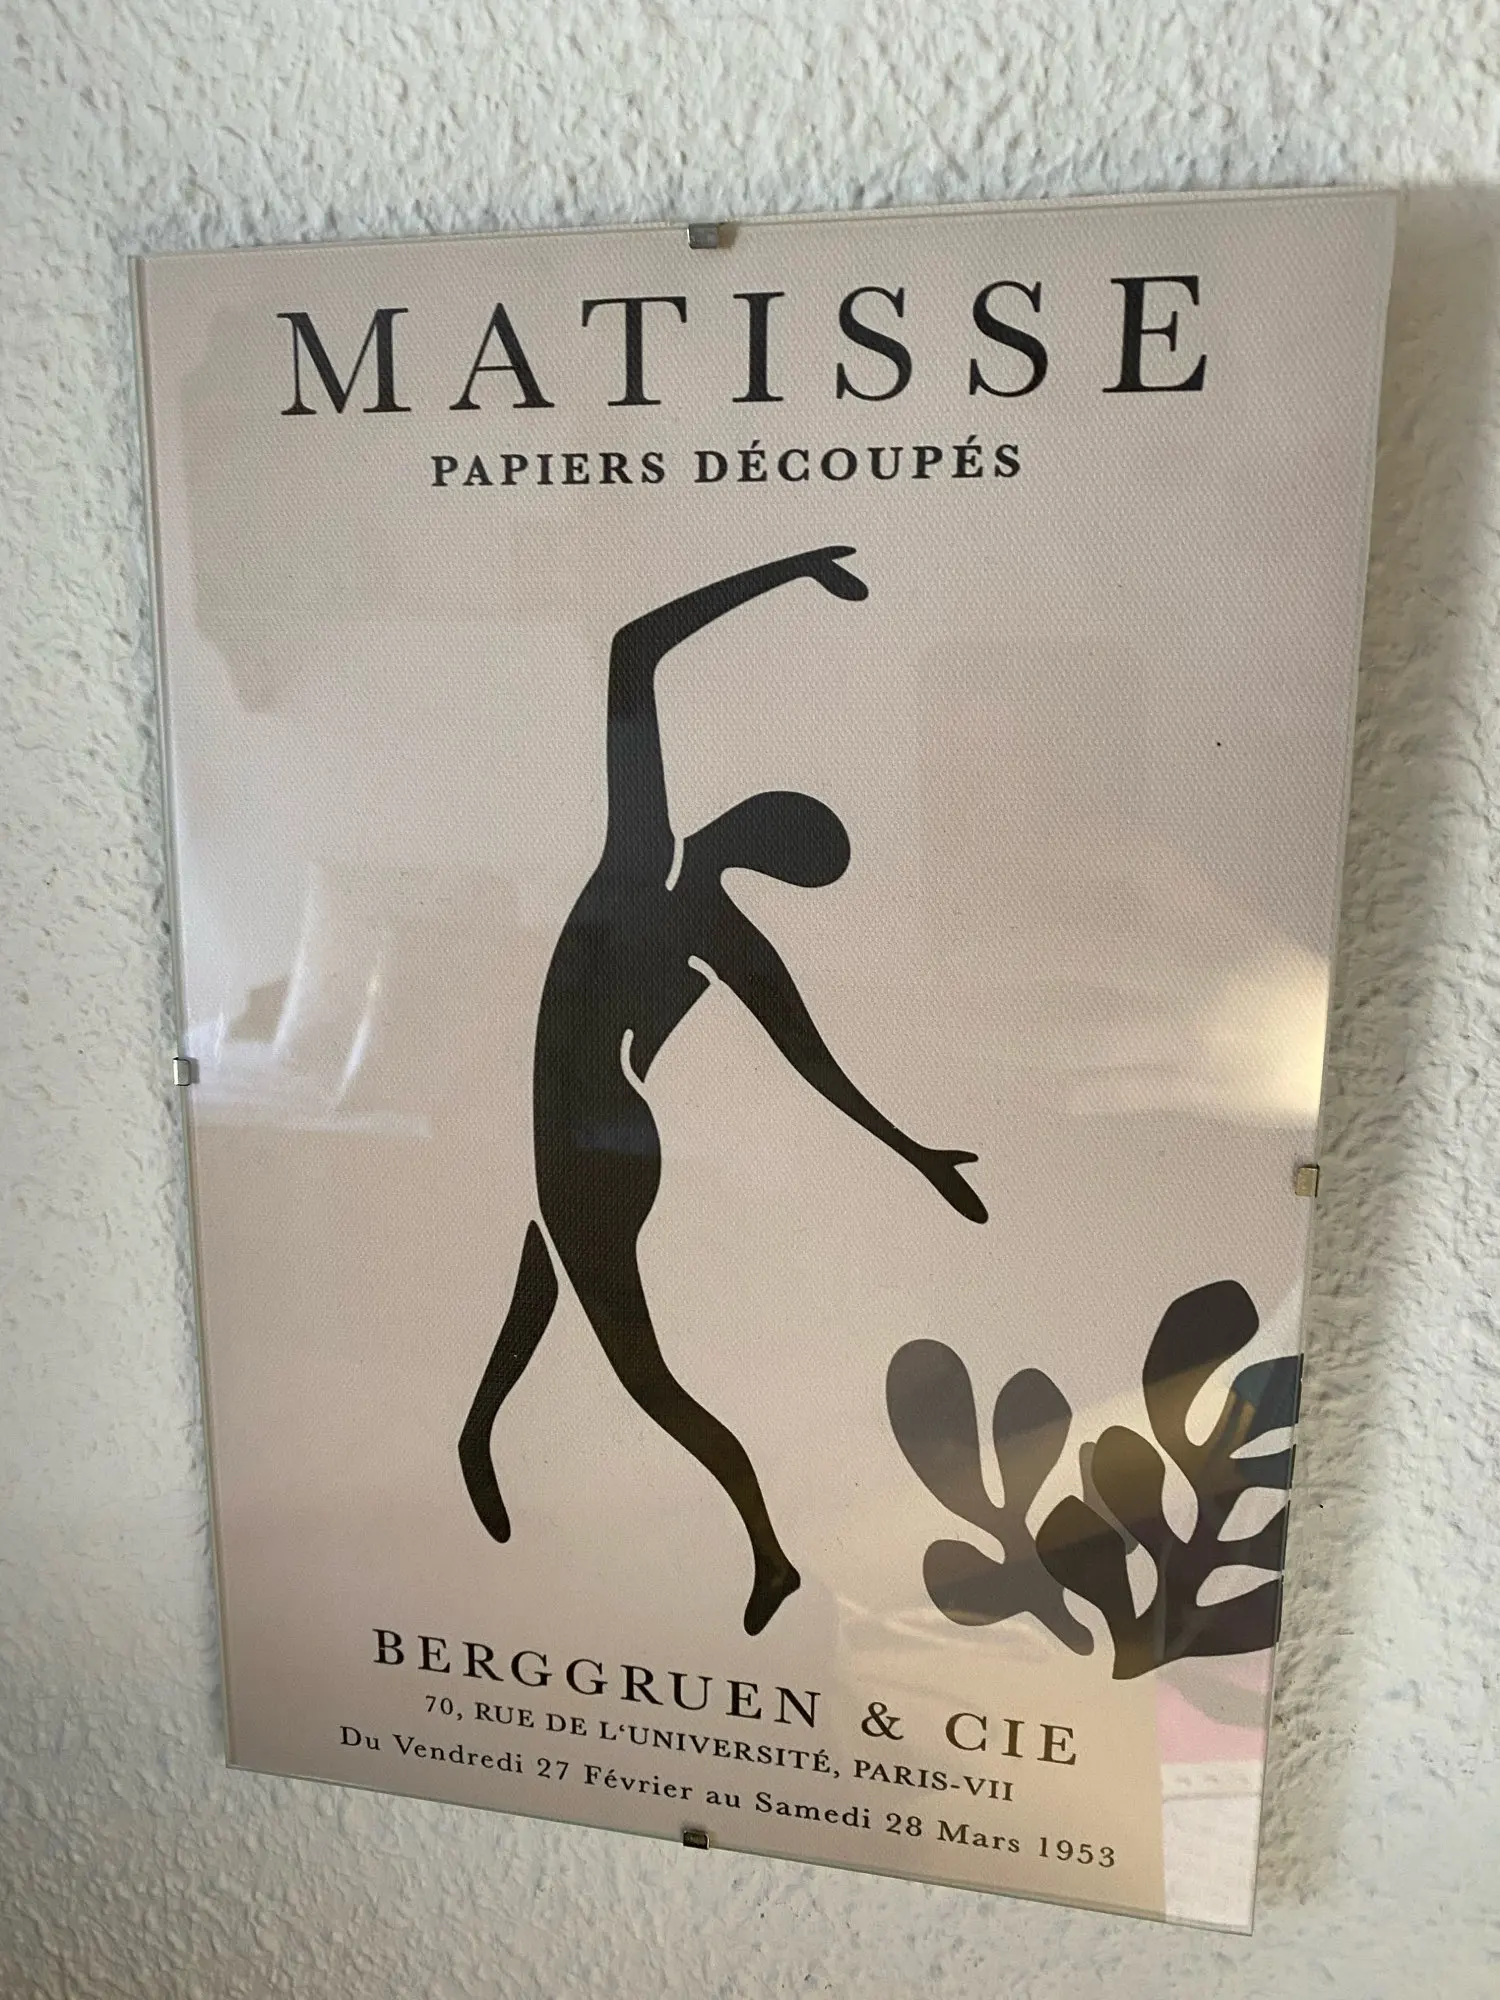 MATISSE
PAPIERS DÉCOUPÉS
BERGGRUEN & CIE
70, RUE DE L‘UNIVERSITÉ, PARIS-VII
Du Vendredi 27 Février au Samedi 28 Mars 1953